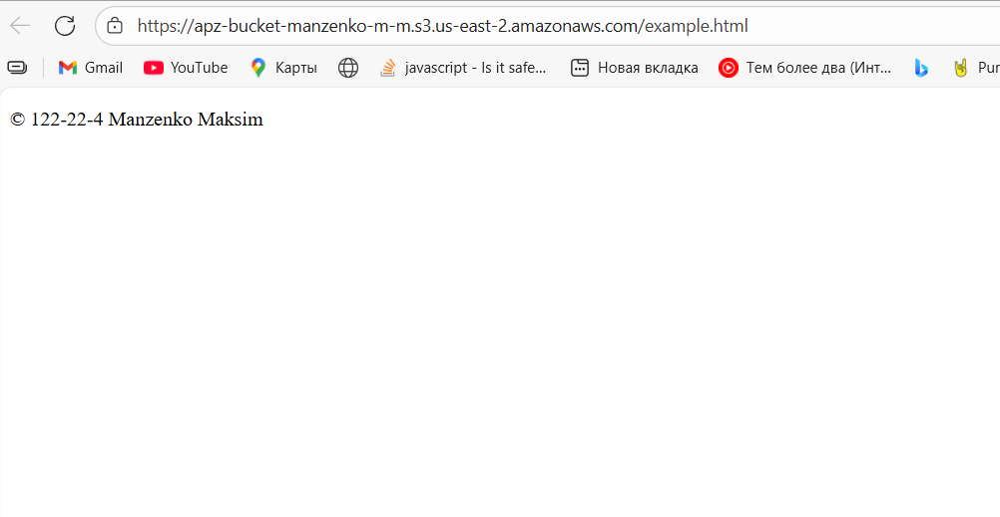 https://apz-bucket-manzenko-m-m.s3.us-east-2.amazonaws.com/example.html
Gmail YouTube Карты javascript - Is it safe... Новая вкладка Тем более два (Инт... Pur
© 122-22-4 Manzenko Maksim